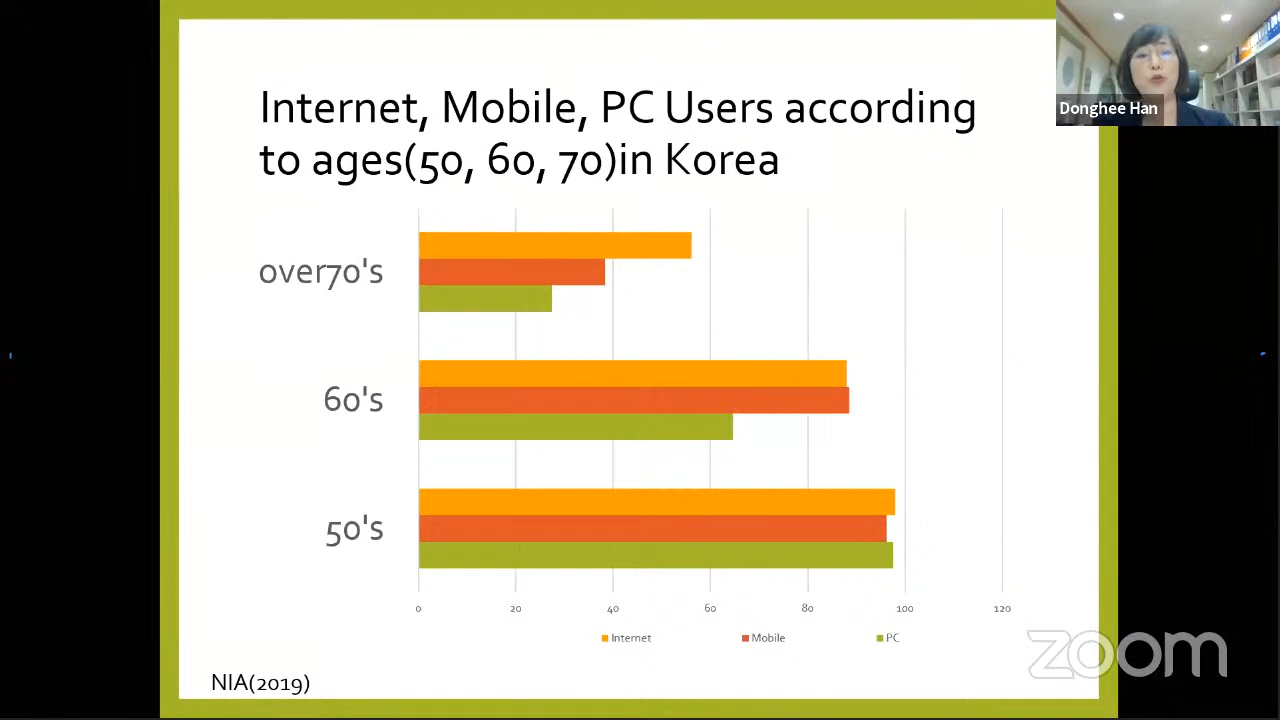 Donghee Han
Internet, Mobile, PC Users according
to ages(50, 60, 70)in Korea
over70's
60's
50's
0 20 40 60 80 100 120
Internet Mobile PC
zoom
NIA(2019)